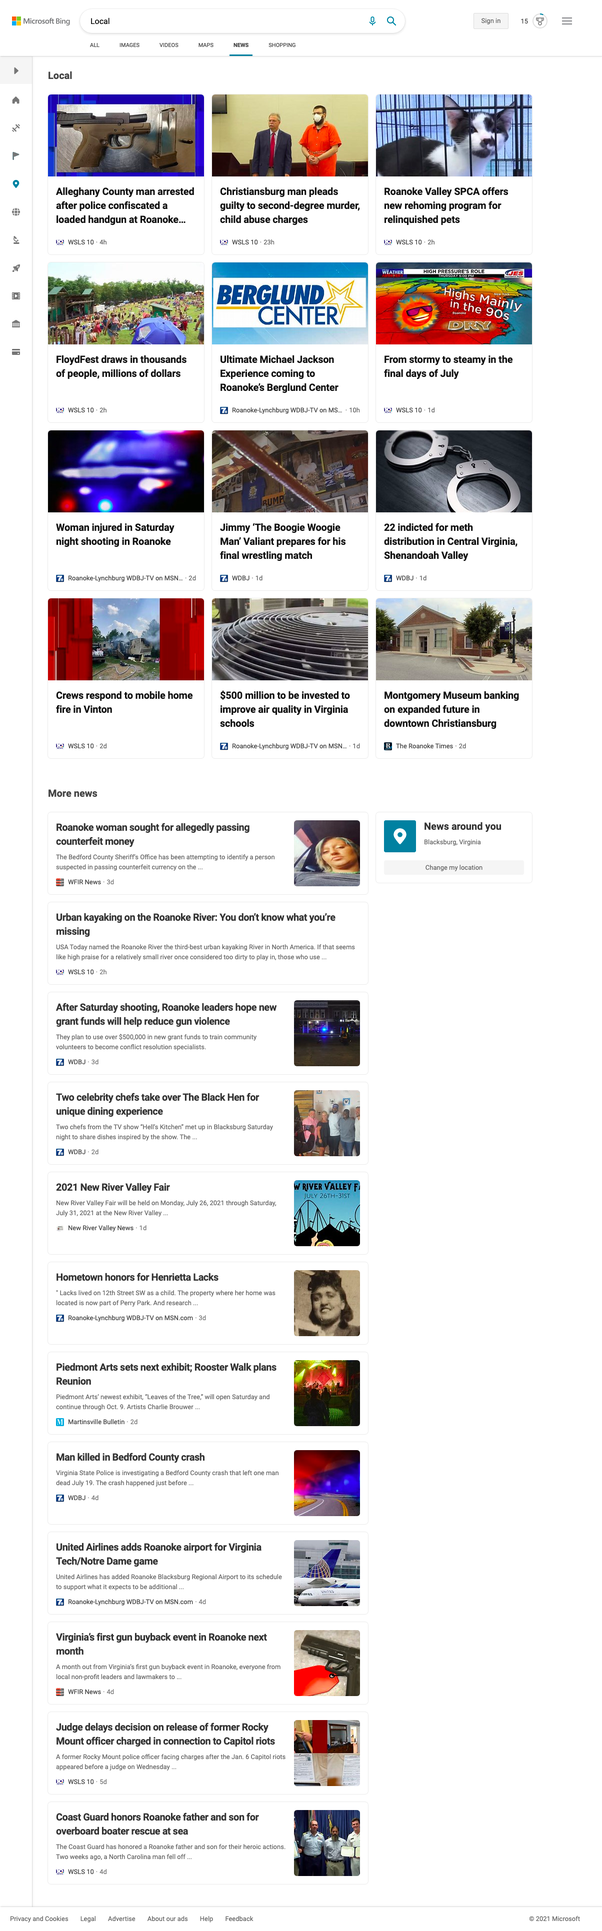 Microsoft Bing
Local
Sign in
15
ALL
IMAGES
VIDEOS
MAPS
NEWS
SHOPPING
Local
Alleghany County man arrested
after police confiscated a
loaded handgun at Roanoke...
WSLS 10 · 4h
Christiansburg man pleads
guilty to second-degree murder,
child abuse charges
WSLS 10 · 23h
Roanoke Valley SPCA offers
new rehoming program for
relinquished pets
WSLS 10 · 2h
FloydFest draws in thousands
of people, millions of dollars
WSLS 10 · 2h
BERGLUND
CENTER
Ultimate Michael Jackson
Experience coming to
Roanoke's Berglund Center
Roanoke-Lynchburg WDBJ-TV on MS... · 10h
WEATHER
HIGH PRESSURE'S ROLE
Highs Mainly
in the 90s
DRY
From stormy to steamy in the
final days of July
WSLS 10 · 1d
Woman injured in Saturday
night shooting in Roanoke
Roanoke-Lynchburg WDBJ-TV on MSN... · 2d
Jimmy 'The Boogie Woogie
Man' Valiant prepares for his
final wrestling match
WDBJ · 1d
22 indicted for meth
distribution in Central Virginia,
Shenandoah Valley
WDBJ · 1d
Crews respond to mobile home
fire in Vinton
WSLS 10 · 2d
$500 million to be invested to
improve air quality in Virginia
schools
Roanoke-Lynchburg WDBJ-TV on MSN... · 1d
Montgomery Museum banking
on expanded future in
downtown Christiansburg
The Roanoke Times · 2d
More news
Roanoke woman sought for allegedly passing
counterfeit money
The Bedford County Sheriff's Office has been attempting to identify a person
suspected in passing counterfeit currency on the ...
WFIR News · 3d
News around you
Blacksburg, Virginia
Change my location
Urban kayaking on the Roanoke River: You don't know what you're
missing
USA Today named the Roanoke River the third-best urban kayaking River in North America. If that seems
like high praise for a relatively small river once considered too dirty to play in, those who use ...
WSLS 10 · 2h
After Saturday shooting, Roanoke leaders hope new
grant funds will help reduce gun violence
They plan to use over $500,000 in new grant funds to train community
volunteers to become conflict resolution specialists.
WDBJ · 3d
Two celebrity chefs take over The Black Hen for
unique dining experience
Two chefs from the TV show "Hell's Kitchen" met up in Blacksburg Saturday
night to share dishes inspired by the show. The ...
WDBJ · 2d
2021 New River Valley Fair
New River Valley Fair will be held on Monday, July 26, 2021 through Saturday,
July 31, 2021 at the New River Valley ...
New River Valley News · 1d
W RIVER VALLEY F
JULY 26TH-31ST
Hometown honors for Henrietta Lacks
" Lacks lived on 12th Street SW as a child. The property where her home was
located is now part of Perry Park. And research ...
Roanoke-Lynchburg WDBJ-TV on MSN.com · 3d
Piedmont Arts sets next exhibit; Rooster Walk plans
Reunion
Piedmont Arts' newest exhibit, "Leaves of the Tree," will open Saturday and
continue through Oct. 9. Artists Charlie Brouwer ...
Martinsville Bulletin · 2d
Man killed in Bedford County crash
Virginia State Police is investigating a Bedford County crash that left one man
dead July 19. The crash happened just before ...
WDBJ · 4d
United Airlines adds Roanoke airport for Virginia
Tech/Notre Dame game
United Airlines has added Roanoke Blacksburg Regional Airport to its schedule
to support what it expects to be additional ...
Roanoke-Lynchburg WDBJ-TV on MSN.com · 4d
Virginia's first gun buyback event in Roanoke next
month
A month out from Virginia's first gun buyback event in Roanoke, everyone from
local non-profit leaders and lawmakers to ...
WFIR News · 4d
Judge delays decision on release of former Rocky
Mount officer charged in connection to Capitol riots
A former Rocky Mount police officer facing charges after the Jan. 6 Capitol riots
appeared before a judge on Wednesday ...
WSLS 10 · 5d
Coast Guard honors Roanoke father and son for
overboard boater rescue at sea
The Coast Guard has honored a Roanoke father and son for their heroic actions.
Two weeks ago, a North Carolina man fell off ...
WSLS 10 · 4d
Privacy and Cookies
Legal
Advertise
About our ads
Help
Feedback
© 2021 Microsoft